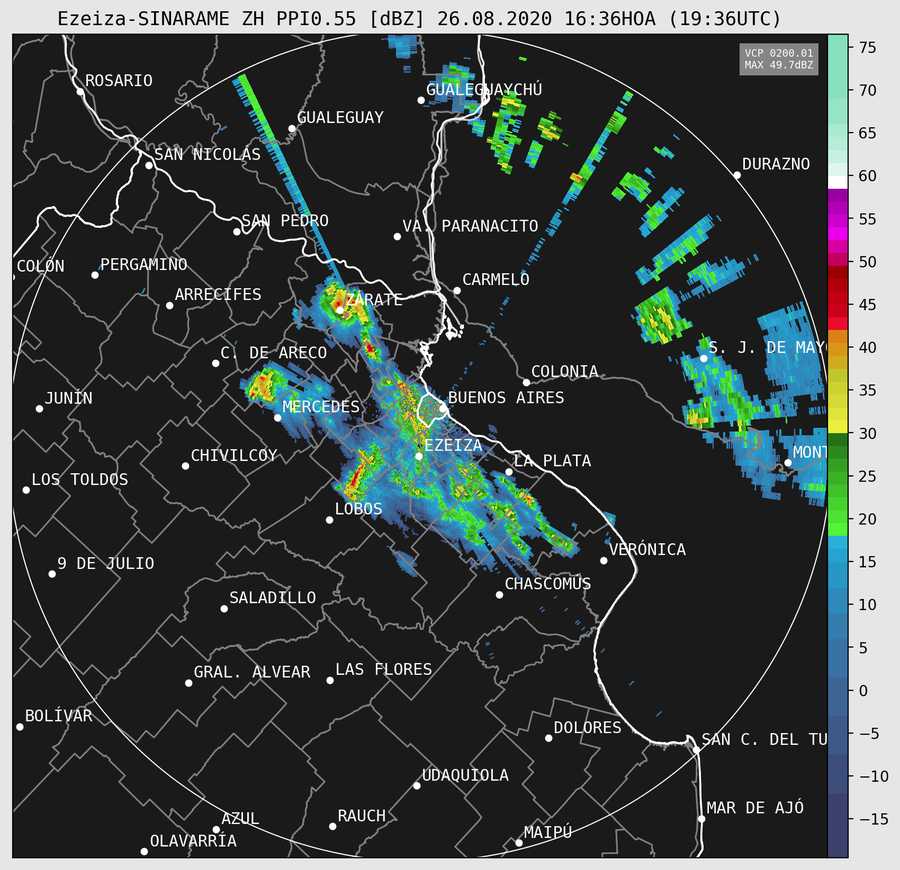 Ezeiza-SINARAME ZH PPI0.55 [dBZ] 26.08.2020 16:36HOA (19:36UTC)
VCP 0200.01
MAX 49.7dBZ
ROSARIO
GUALEGUAYCHÚ
GUALEGUAY
SAN NICOLÁS
DURAZNO
SAN PEDRO
VA. PARANACITO
COLÓN
PERGAMINO
CARMELO
ARRECIFES
ZÁRATE
C. DE ARECO
S. J. DE MAY
COLONIA
JUNÍN
MERCEDES
BUENOS AIRES
EZEIZA
MONT
CHIVILCOY
LA PLATA
LOS TOLDOS
LOBOS
VERÓNICA
9 DE JULIO
CHASCOMÚS
SALADILLO
GRAL. ALVEAR
LAS FLORES
BOLÍVAR
DOLORES
SAN C. DEL TU
UDAQUIOLA
MAR DE AJÓ
AZUL
RAUCH
MAIPÚ
OLAVARRÍA
75
70
65
60
55
50
45
40
35
30
25
20
15
10
5
0
−5
−10
−15